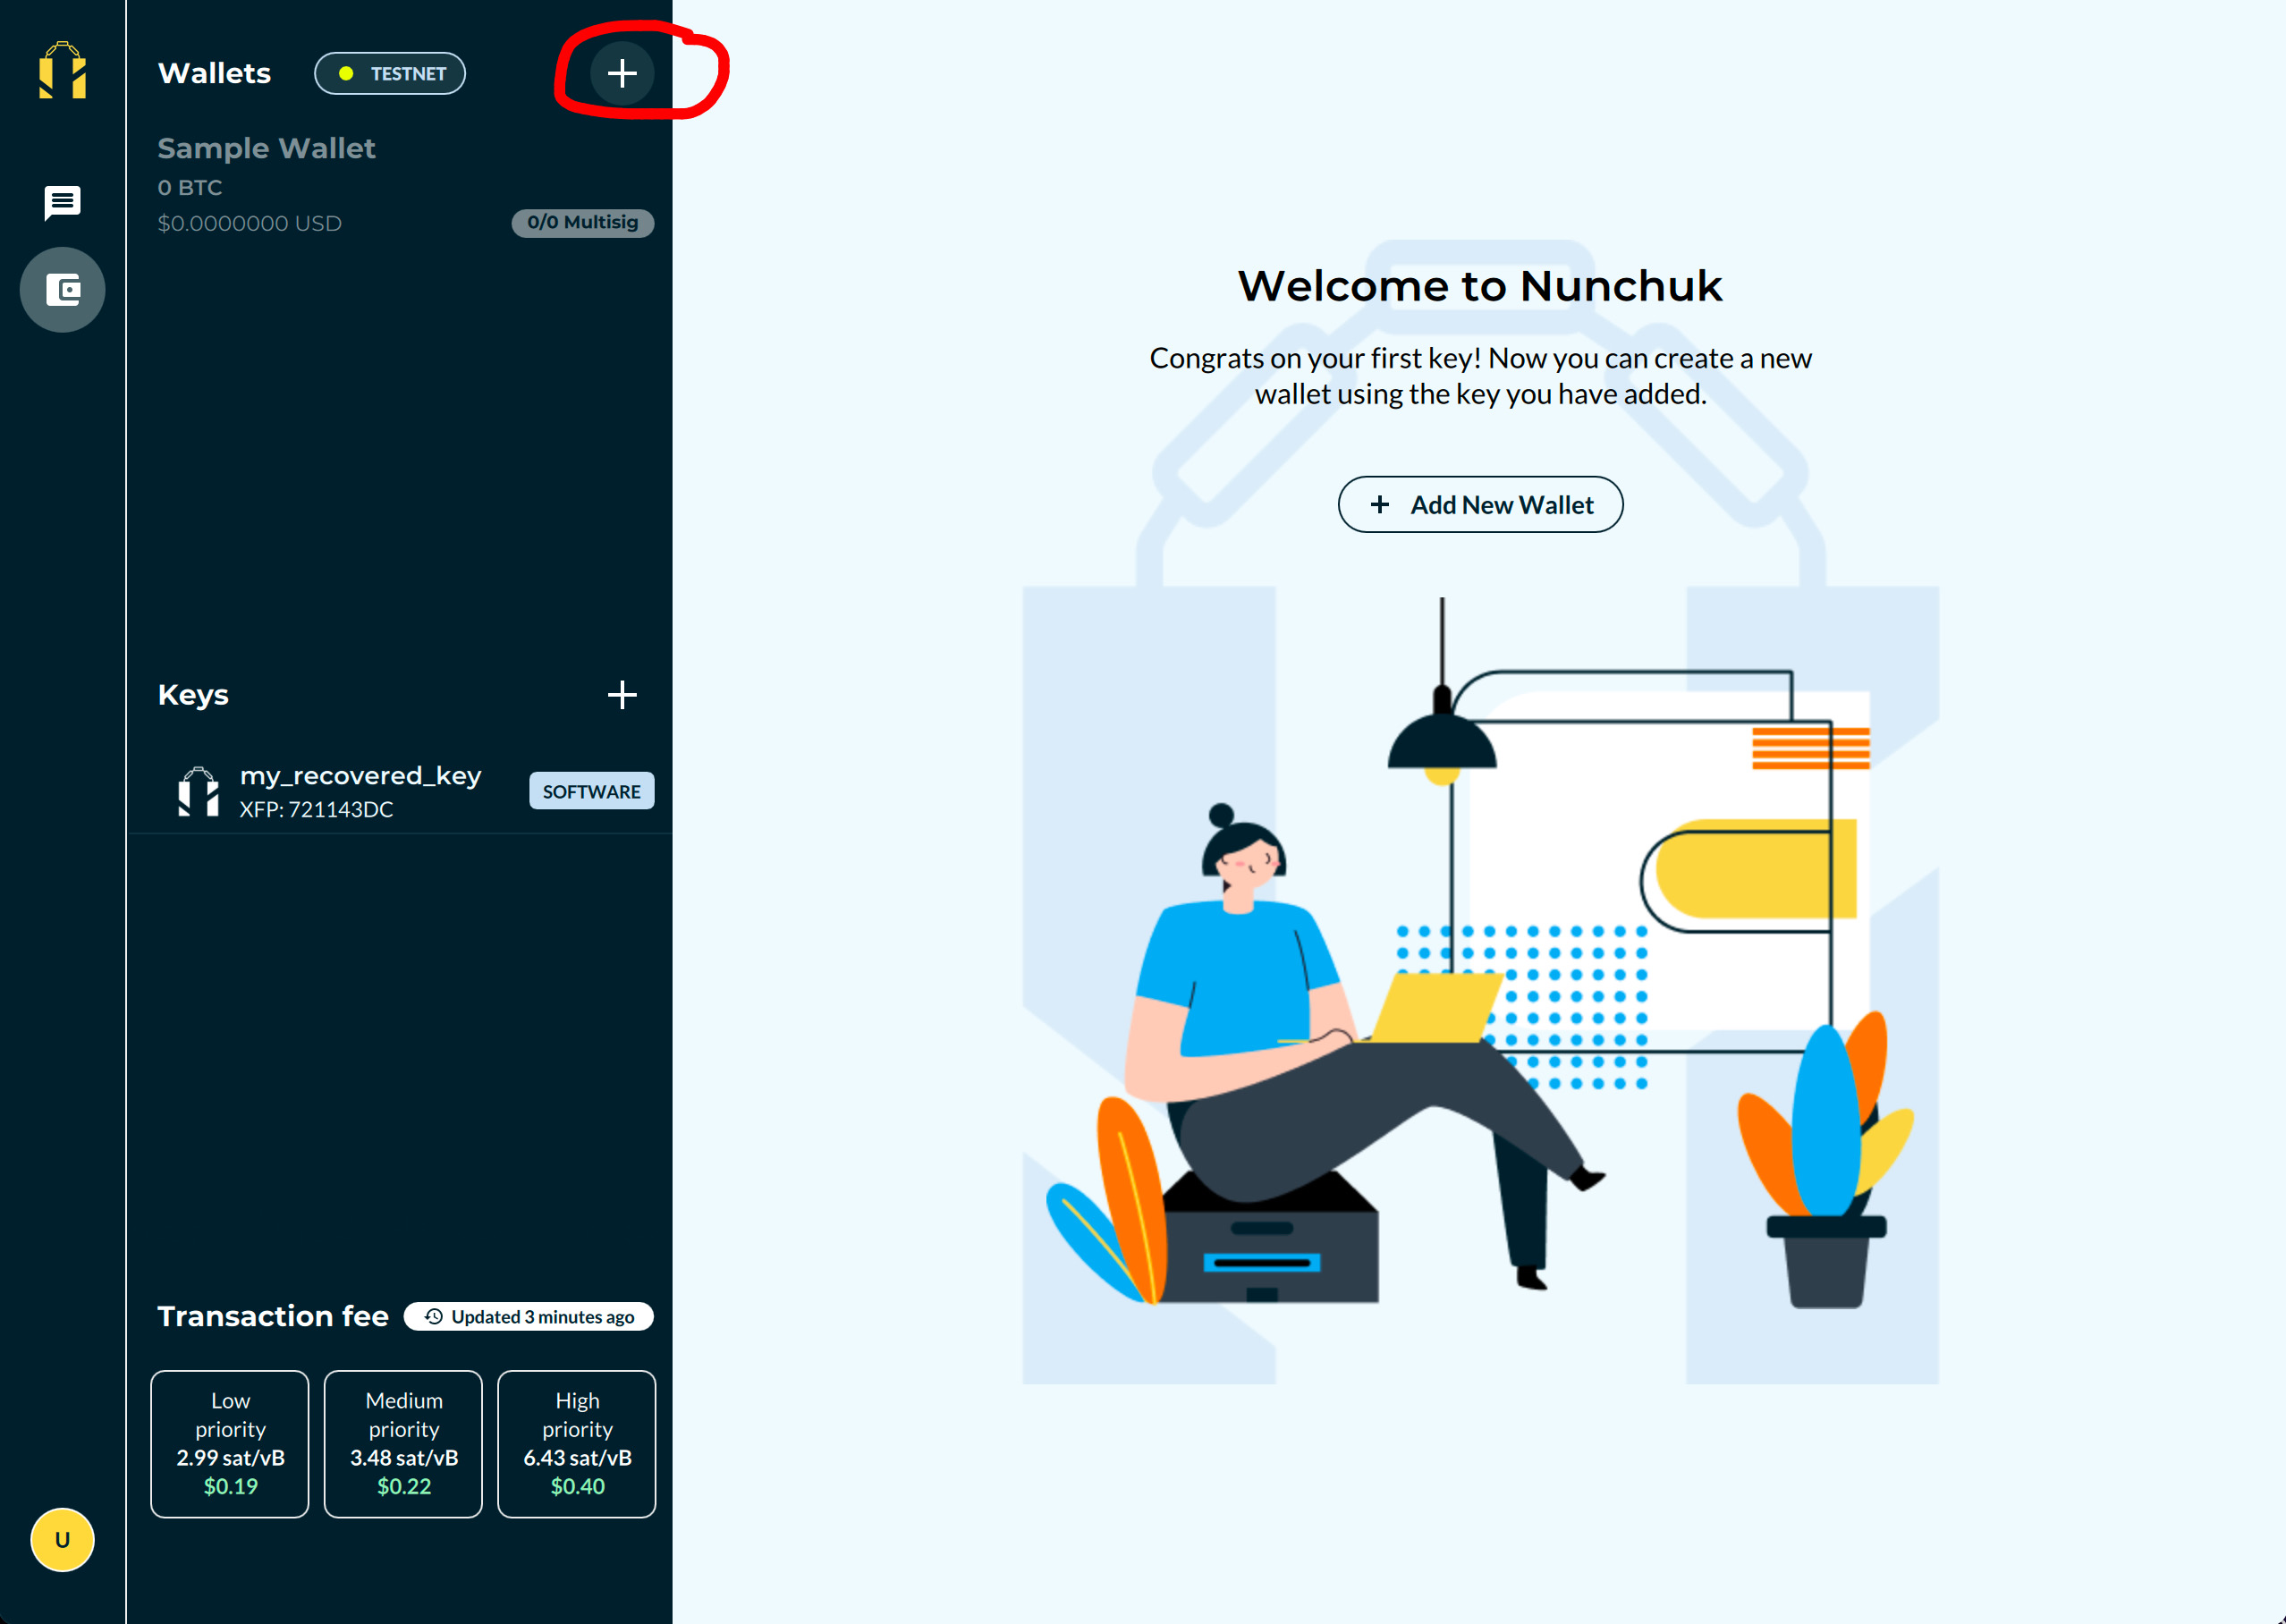 Wallets
TESTNET
Sample Wallet
0 BTC
$0.0000000 USD
0/0 Multisig
Keys
my_recovered_key
XFP: 721143DC
SOFTWARE
Transaction fee
Updated 3 minutes ago
Low priority
2.99 sat/vB
$0.19
Medium priority
3.48 sat/vB
$0.22
High priority
6.43 sat/vB
$0.40
U
Welcome to Nunchuk
Congrats on your first key! Now you can create a new
wallet using the key you have added.
Add New Wallet